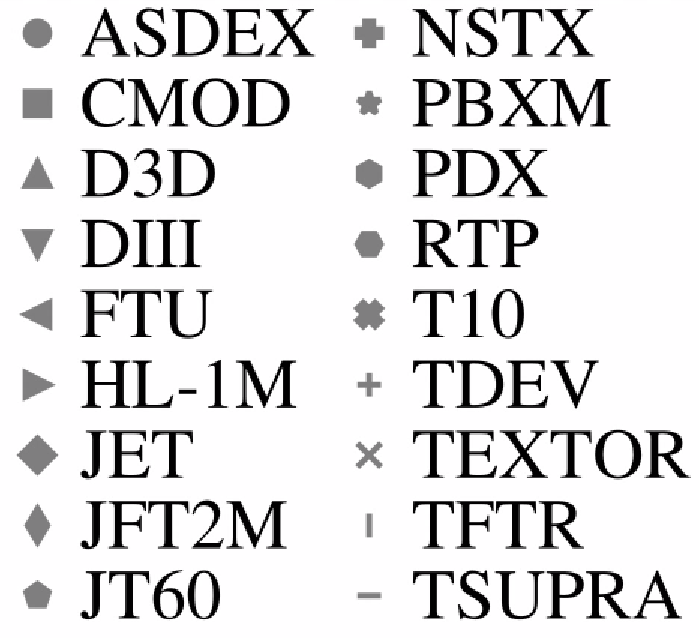 ASDEX
CMOD
D3D
DIII
FTU
HL-1M
JET
JFT2M
JT60
NSTX
PBXM
PDX
RTP
T10
TDEV
TEXTOR
TFTR
TSUPRA